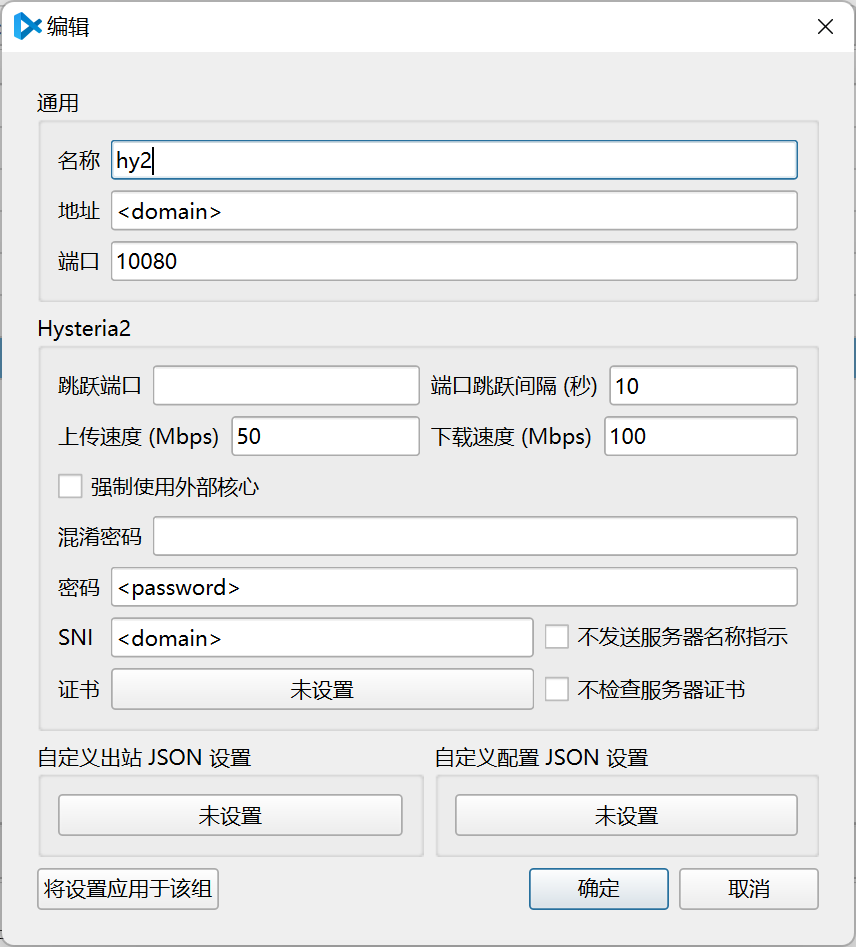 编辑
通用
名称 hy2
地址 <domain>
端口 10080
Hysteria2
跳跃端口 端口跳跃间隔 (秒) 10
上传速度 (Mbps) 50 下载速度 (Mbps) 100
强制使用外部核心
混淆密码
密码 <password>
SNI <domain> 不发送服务器名称指示
证书 未设置 不检查服务器证书
自定义出站 JSON 设置 自定义配置 JSON 设置
未设置 未设置
将设置应用于该组 确定 取消